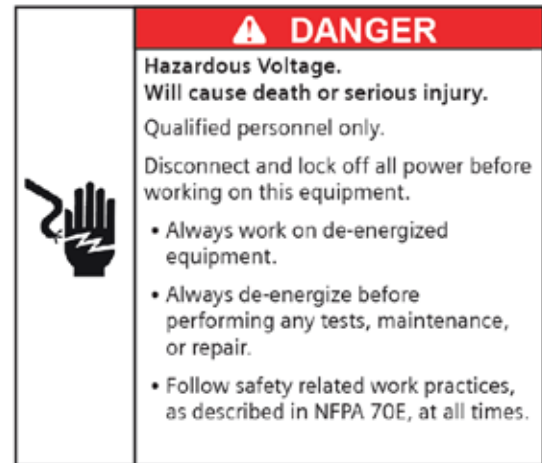 DANGER
Hazardous Voltage.
Will cause death or serious injury.
Qualified personnel only.
Disconnect and lock off all power before
working on this equipment.
• Always work on de-energized
equipment.
• Always de-energize before
performing any tests, maintenance,
or repair.
• Follow safety related work practices,
as described in NFPA 70E, at all times.